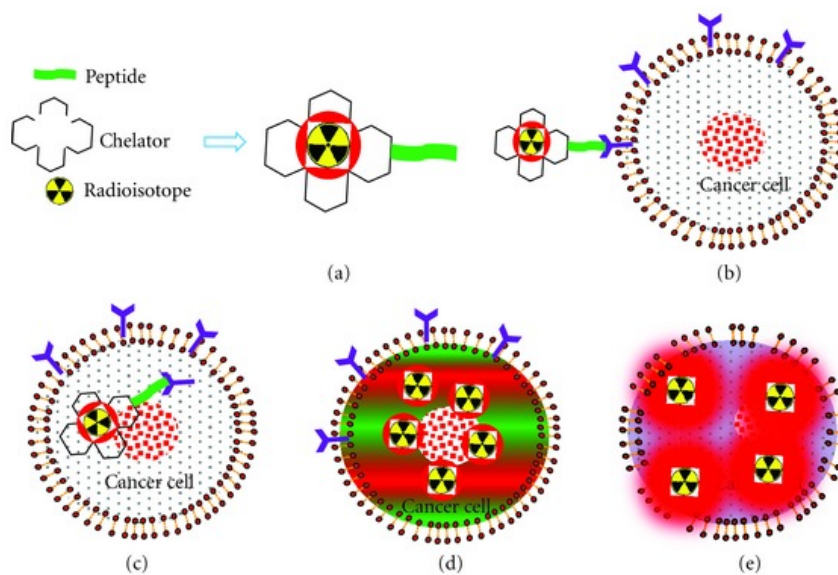 Peptide
Chelator
Radioisotope
Cancer cell
(a)
(b)
Cancer cell
Cancer cell
(c)
(d)
(e)